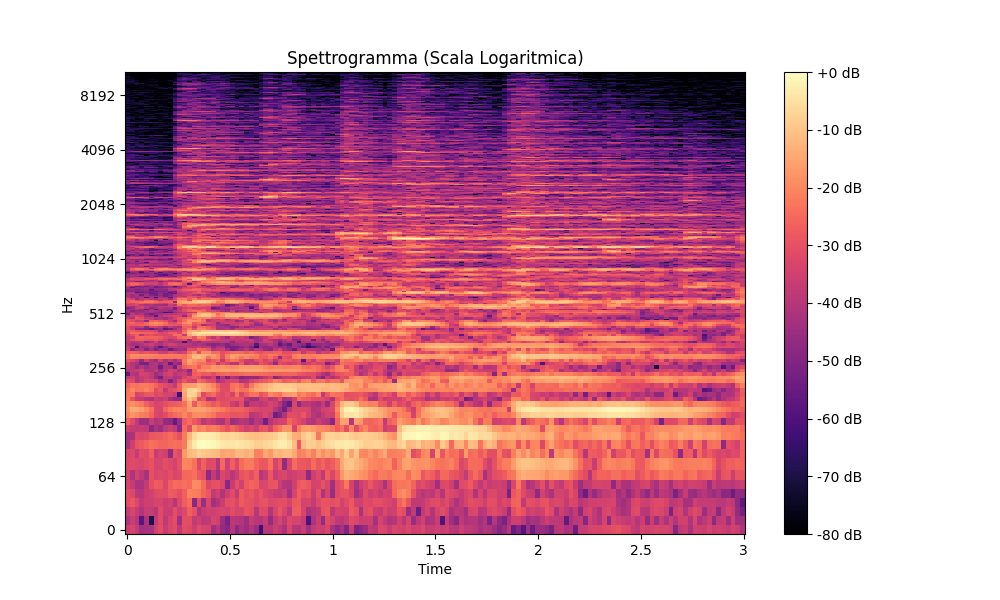 Spettrogramma (Scala Logaritmica)
Hz
8192
4096
2048
1024
512
256
128
64
0
0 0.5 1 1.5 2 2.5 3
Time
+0 dB
-10 dB
-20 dB
-30 dB
-40 dB
-50 dB
-60 dB
-70 dB
-80 dB